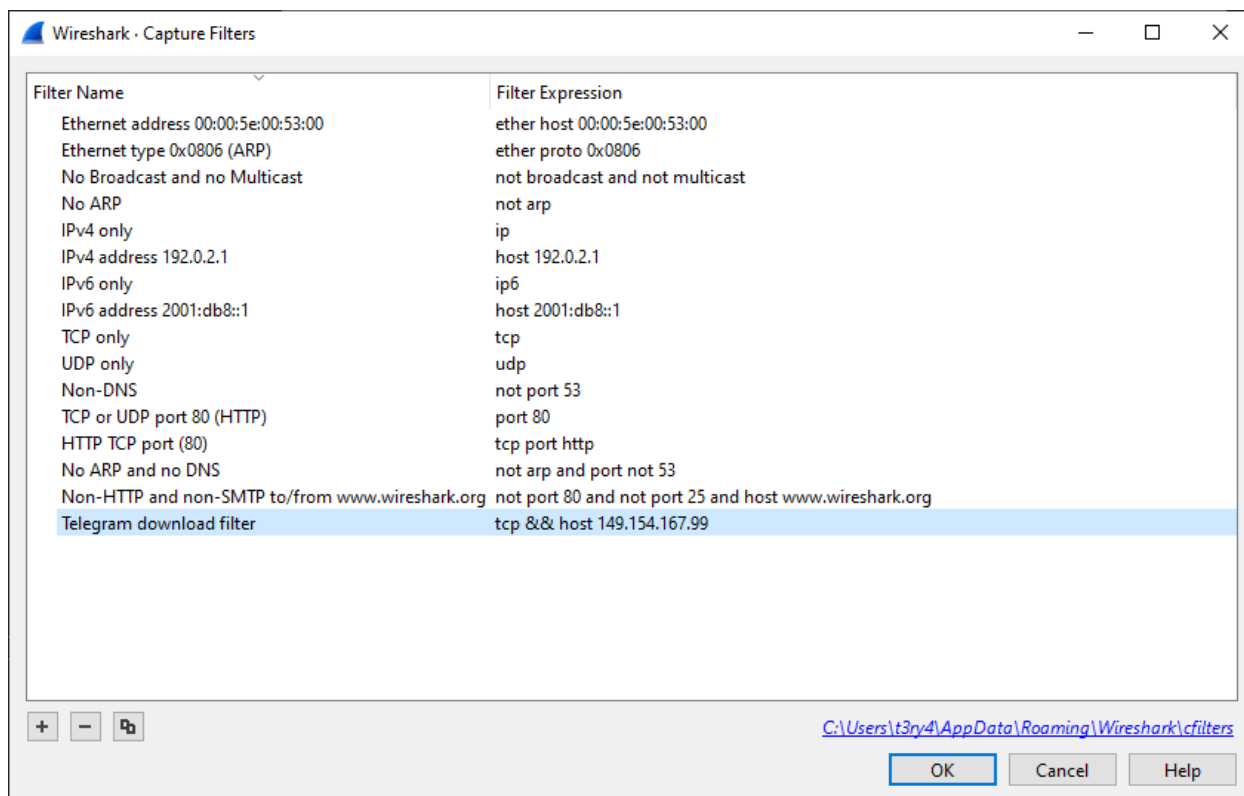 Wireshark · Capture Filters
Filter Name Filter Expression
Ethernet address 00:00:5e:00:53:00 ether host 00:00:5e:00:53:00
Ethernet type 0x0806 (ARP) ether proto 0x0806
No Broadcast and no Multicast not broadcast and not multicast
No ARP not arp
IPv4 only ip
IPv4 address 192.0.2.1 host 192.0.2.1
IPv6 only ip6
IPv6 address 2001:db8::1 host 2001:db8::1
TCP only tcp
UDP only udp
Non-DNS not port 53
TCP or UDP port 80 (HTTP) port 80
HTTP TCP port (80) tcp port http
No ARP and no DNS not arp and port not 53
Non-HTTP and non-SMTP to/from www.wireshark.org not port 80 and not port 25 and host www.wireshark.org
Telegram download filter tcp && host 149.154.167.99
C:\Users\t3ry4\AppData\Roaming\Wireshark\cfilters
OK Cancel Help